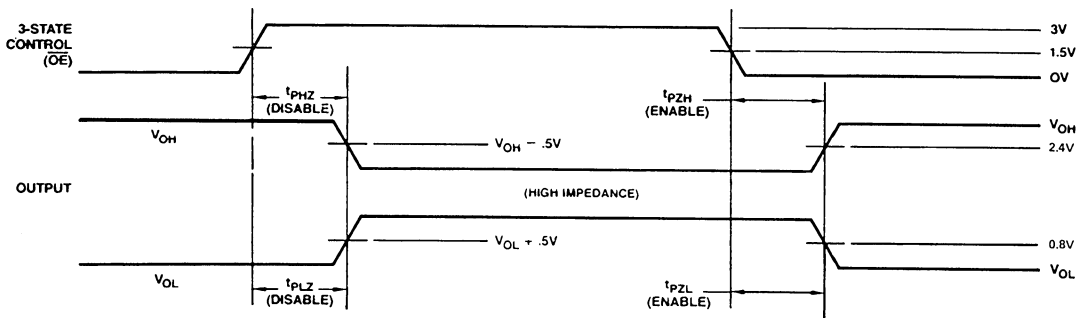 3-STATE
CONTROL
(OE)
3V
1.5V
OV
tPHZ
(DISABLE)
tPZH
(ENABLE)
VOH
VOH − .5V
VOH
2.4V
OUTPUT
(HIGH IMPEDANCE)
VOL + .5V
0.8V
VOL
tPLZ
(DISABLE)
tPZL
(ENABLE)
VOL